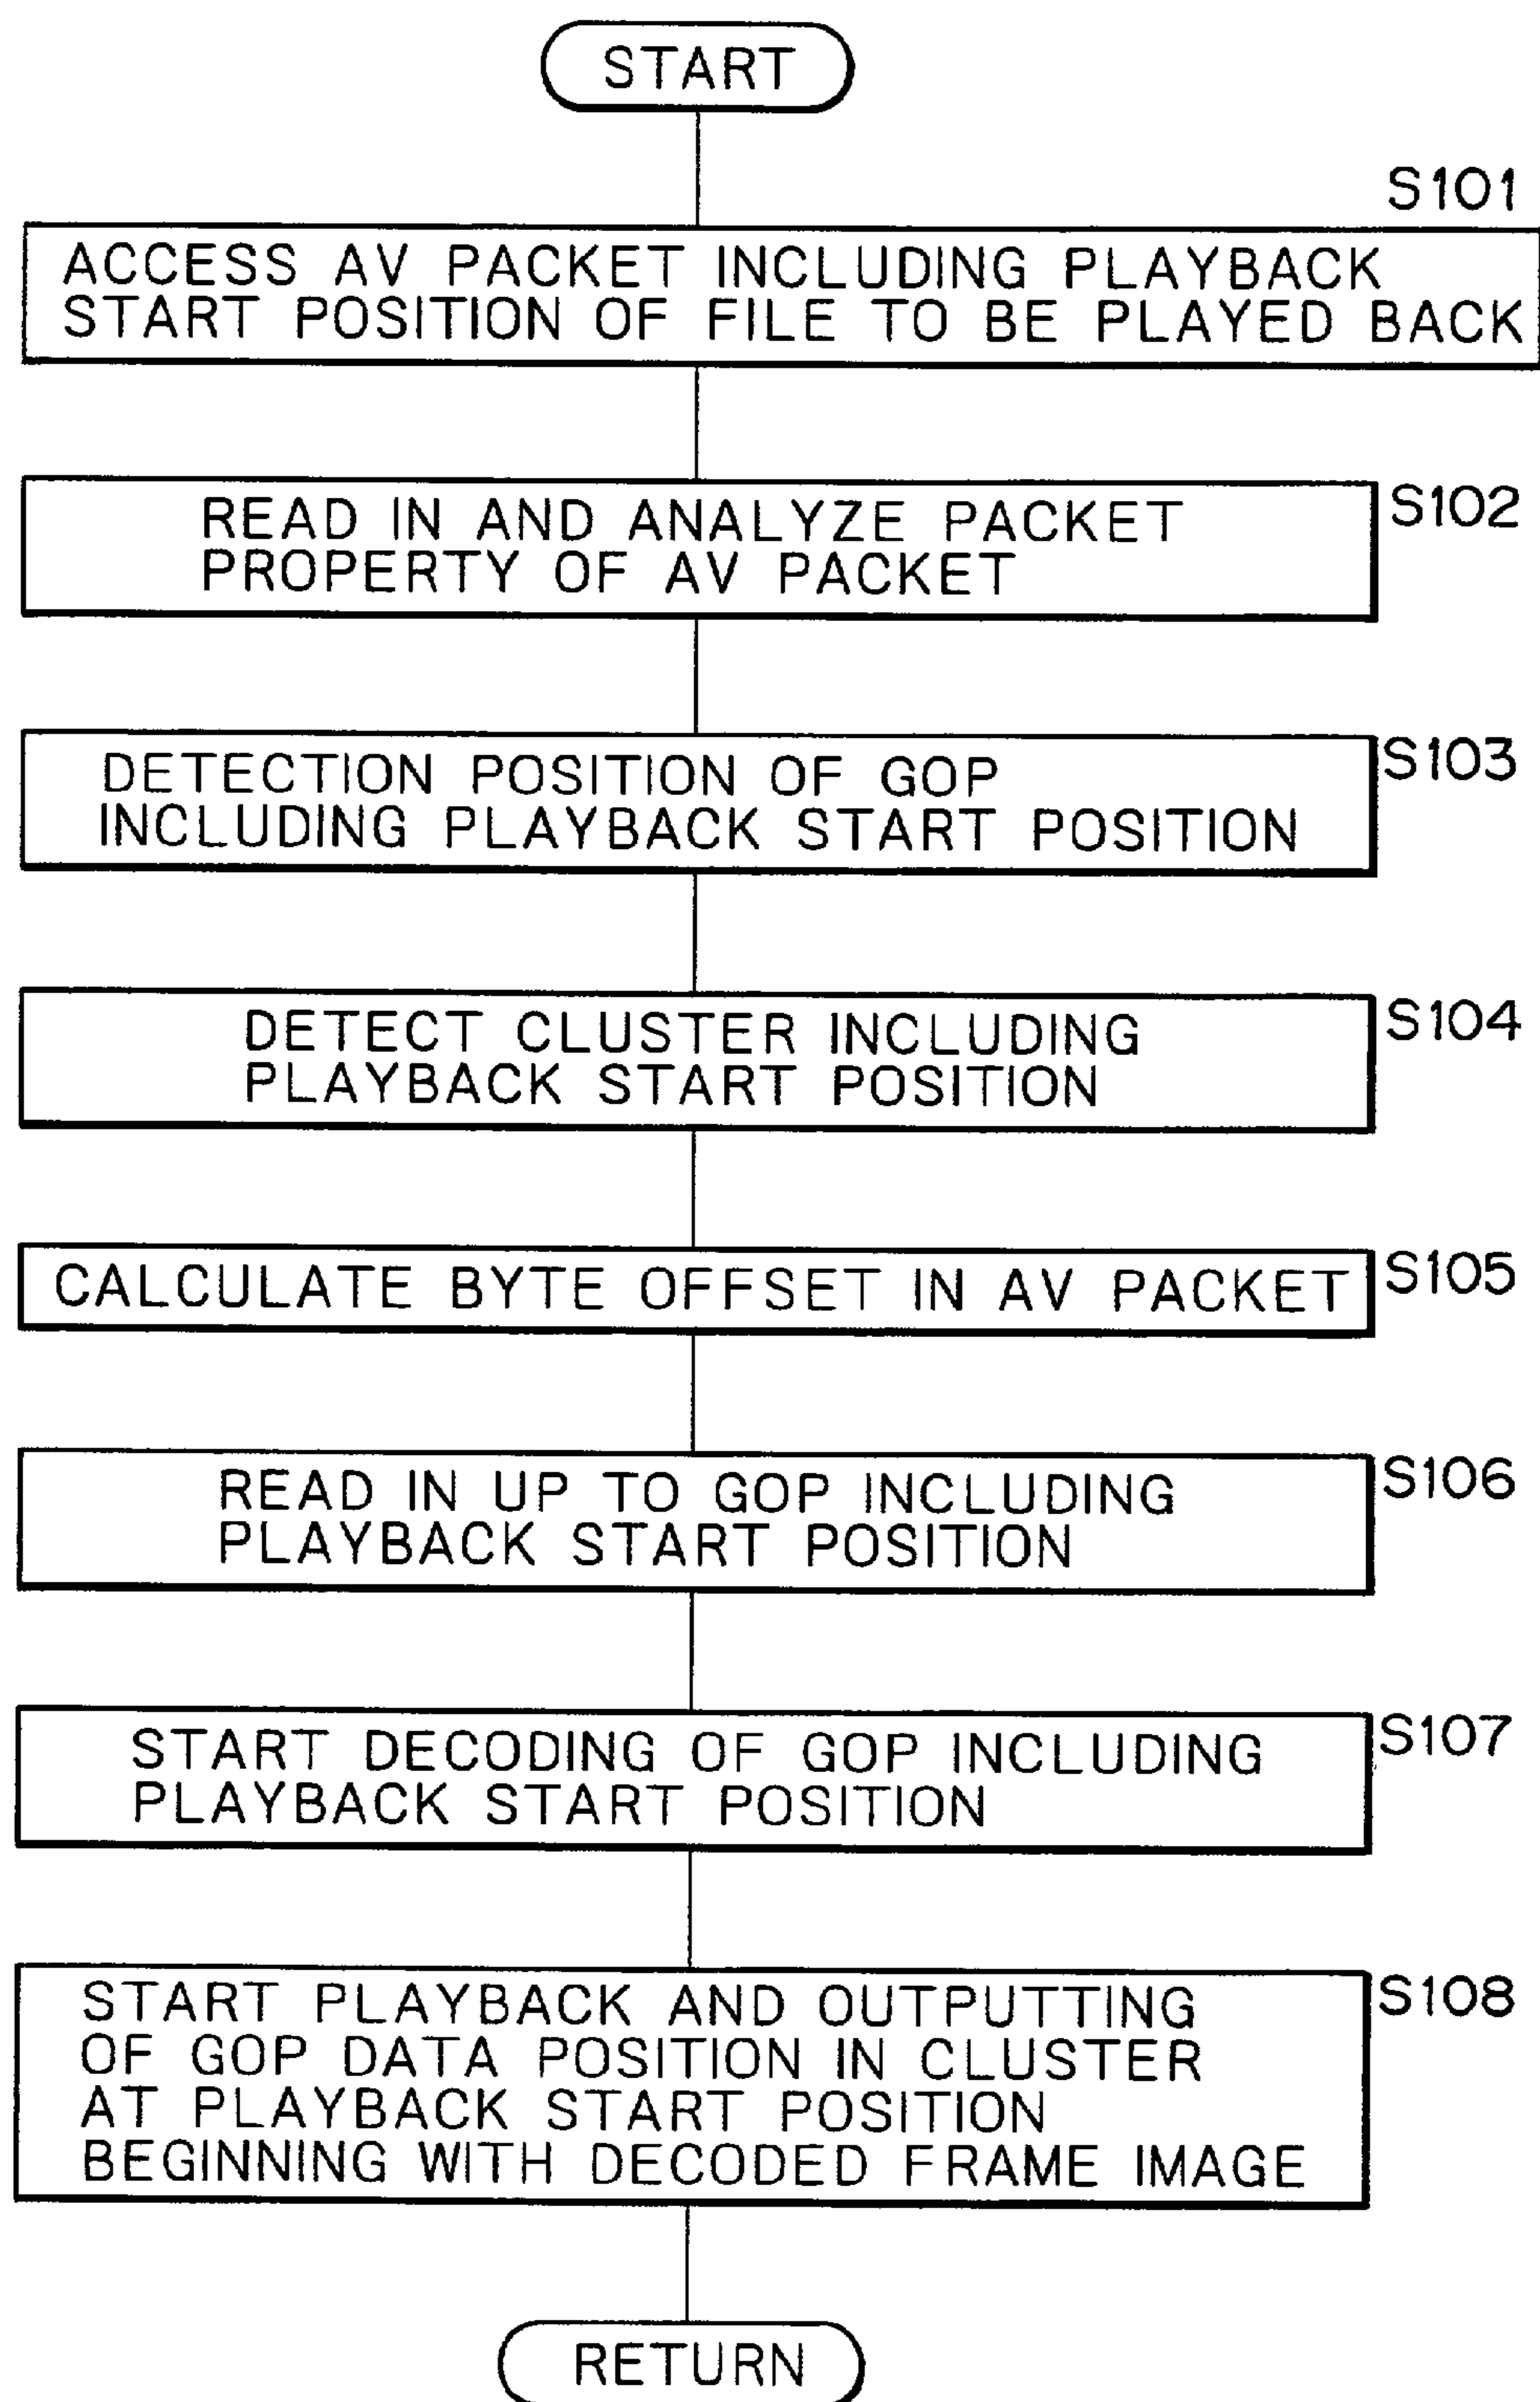 START
S101
ACCESS AV PACKET INCLUDING PLAYBACK
START POSITION OF FILE TO BE PLAYED BACK
S102
READ IN AND ANALYZE PACKET
PROPERTY OF AV PACKET
S103
DETECTION POSITION OF GOP
INCLUDING PLAYBACK START POSITION
S104
DETECT CLUSTER INCLUDING
PLAYBACK START POSITION
S105
CALCULATE BYTE OFFSET IN AV PACKET
S106
READ IN UP TO GOP INCLUDING
PLAYBACK START POSITION
S107
START DECODING OF GOP INCLUDING
PLAYBACK START POSITION
S108
START PLAYBACK AND OUTPUTTING
OF GOP DATA POSITION IN CLUSTER
AT PLAYBACK START POSITION
BEGINNING WITH DECODED FRAME IMAGE
RETURN